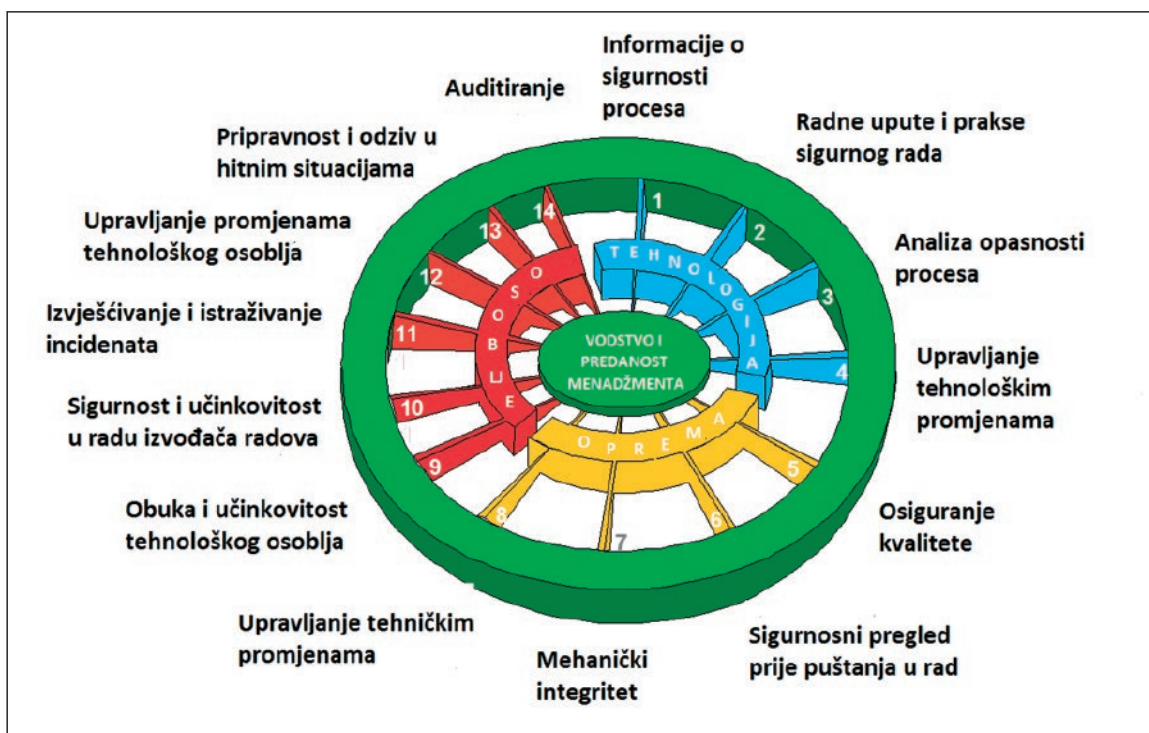 Informacije o
sigurnosti
procesa
Radne upute i prakse
sigurnog rada
Analiza opasnosti
procesa
Upravljanje
tehnološkim
promjenama
Osiguranje
kvalitete
Sigurnosni pregled
prije puštanja u rad
Mehanički
integritet
Upravljanje tehničkim
promjenama
Obuka i učinkovitost
tehnološkog osoblja
Sigurnost i učinkovitost
u radu izvođača radova
Izvješćivanje i istraživanje
incidenata
Upravljanje promjenama
tehnološkog osoblja
Pripravnost i odziv u
hitnim situacijama
Auditiranje
1
2
3
4
5
6
7
8
9
10
11
12
13
14
TEHNOLOGIJA
OPREMA
OSOBLJE
VODSTVO I
PREDANOST
MENADŽMENTA